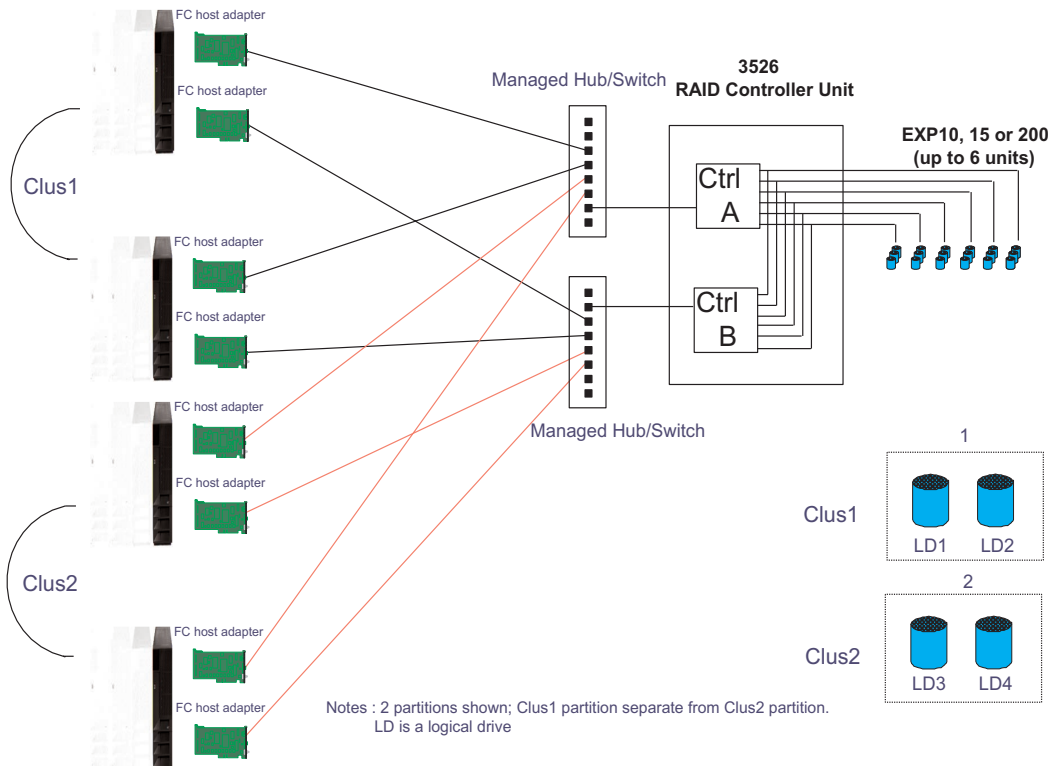 FC host adapter
FC host adapter
Clus1
FC host adapter
FC host adapter
FC host adapter
FC host adapter
Clus2
FC host adapter
FC host adapter
Managed Hub/Switch
3526
RAID Controller Unit
Ctrl
A
Ctrl
B
EXP10, 15 or 200
(up to 6 units)
Managed Hub/Switch
1
Clus1
LD1 LD2
2
Clus2
LD3 LD4
Notes : 2 partitions shown; Clus1 partition separate from Clus2 partition.
LD is a logical drive